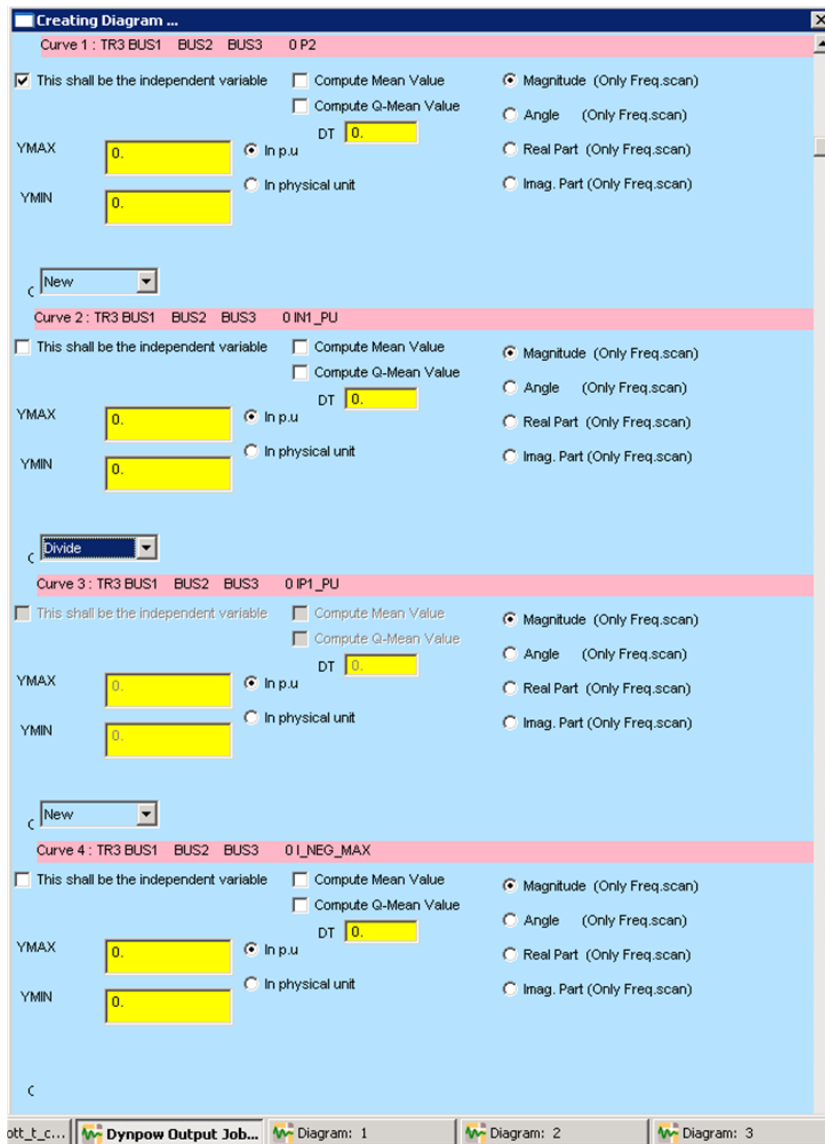 Creating Diagram ...
Curve 1 : TR3 BUS1 BUS2 BUS3 0 P2
This shall be the independent variable
Compute Mean Value
Magnitude (Only Freq.scan)
Compute Q-Mean Value
Angle (Only Freq.scan)
DT 0.
YMAX 0.
In p.u
Real Part (Only Freq.scan)
In physical unit
Imag. Part (Only Freq.scan)
YMIN 0.
New
Curve 2 : TR3 BUS1 BUS2 BUS3 0 IN1_PU
This shall be the independent variable
Compute Mean Value
Magnitude (Only Freq.scan)
Compute Q-Mean Value
Angle (Only Freq.scan)
DT 0.
YMAX 0.
In p.u
Real Part (Only Freq.scan)
In physical unit
Imag. Part (Only Freq.scan)
YMIN 0.
Divide
Curve 3 : TR3 BUS1 BUS2 BUS3 0 IP1_PU
This shall be the independent variable
Compute Mean Value
Magnitude (Only Freq.scan)
Compute Q-Mean Value
Angle (Only Freq.scan)
DT 0.
YMAX 0.
In p.u
Real Part (Only Freq.scan)
In physical unit
Imag. Part (Only Freq.scan)
YMIN 0.
New
Curve 4 : TR3 BUS1 BUS2 BUS3 0 I_NEG_MAX
This shall be the independent variable
Compute Mean Value
Magnitude (Only Freq.scan)
Compute Q-Mean Value
Angle (Only Freq.scan)
DT 0.
YMAX 0.
In p.u
Real Part (Only Freq.scan)
In physical unit
Imag. Part (Only Freq.scan)
YMIN 0.
ott_t_c... Dynpow Output Job... Diagram: 1 Diagram: 2 Diagram: 3